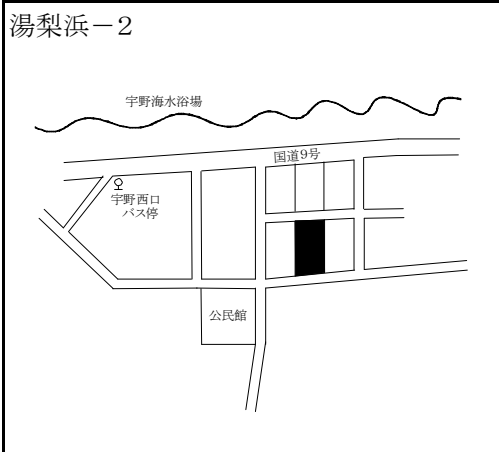 湯梨浜－2
宇野海水浴場
国道9号
宇野西口
バス停
公民館